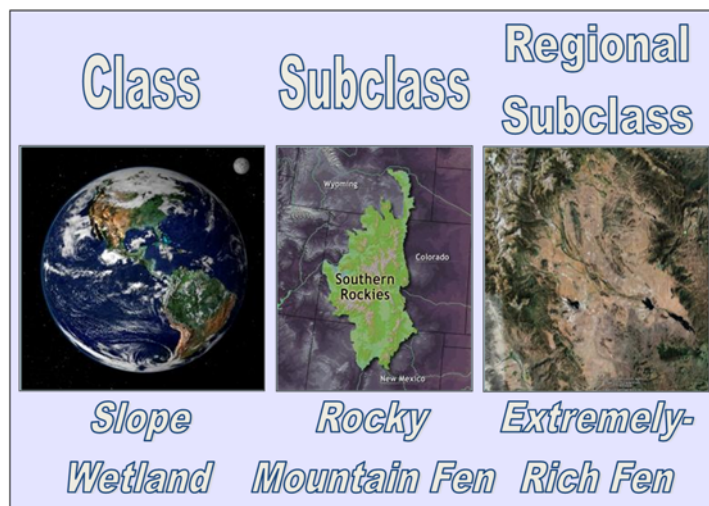 Class
Subclass
Regional
Subclass
Wyoming
Colorado
Southern
Rockies
New Mexico
Slope
Wetland
Rocky
Mountain Fen
Extremely-
Rich Fen